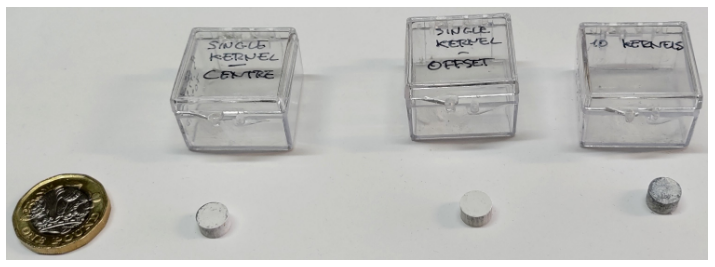 SINGLE
KERNEL
–
CENTRE
SINGLE
KERNEL
–
OFFSET
10 KERNELS
ONE POUND